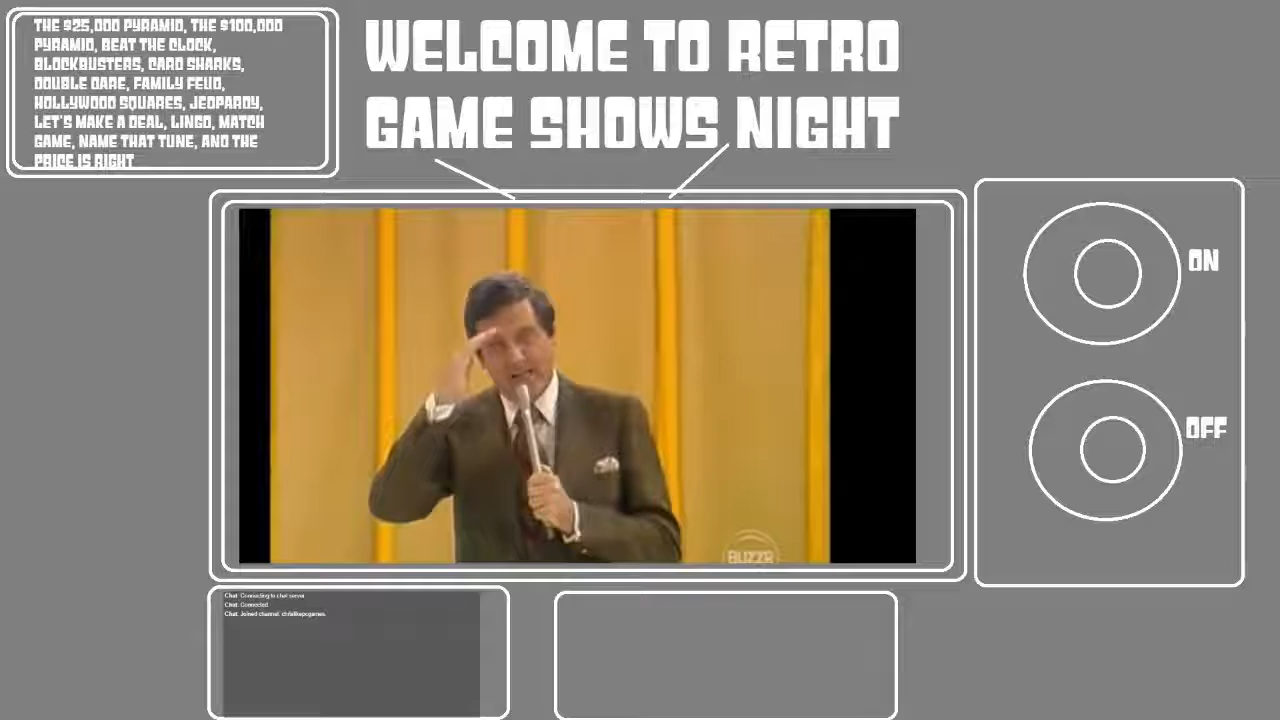 THE $25,000 PYRAMID, THE $100,000
PYRAMID, BEAT THE CLOCK,
BLOCKBUSTERS, CARD SHARKS,
DOUBLE DARE, FAMILY FEUD,
HOLLYWOOD SQUARES, JEOPARDY,
LET'S MAKE A DEAL, LINGO, MATCH
GAME, NAME THAT TUNE, AND THE
PRICE IS RIGHT
WELCOME TO RETRO
GAME SHOWS NIGHT
ON
OFF
BUZZR
Chat: Connecting to chat server
Chat: Connected
Chat: Joined channel: